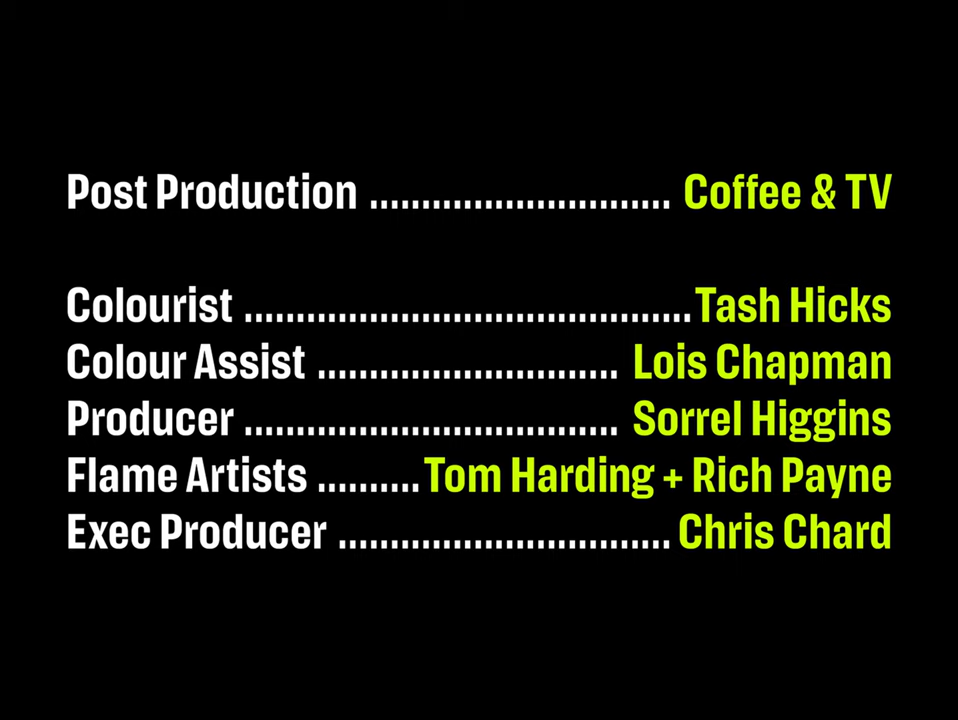 Post Production ............................. Coffee & TV
Colourist ...........................................Tash Hicks
Colour Assist ............................. Lois Chapman
Producer .................................... Sorrel Higgins
Flame Artists ..........Tom Harding + Rich Payne
Exec Producer ................................ Chris Chard